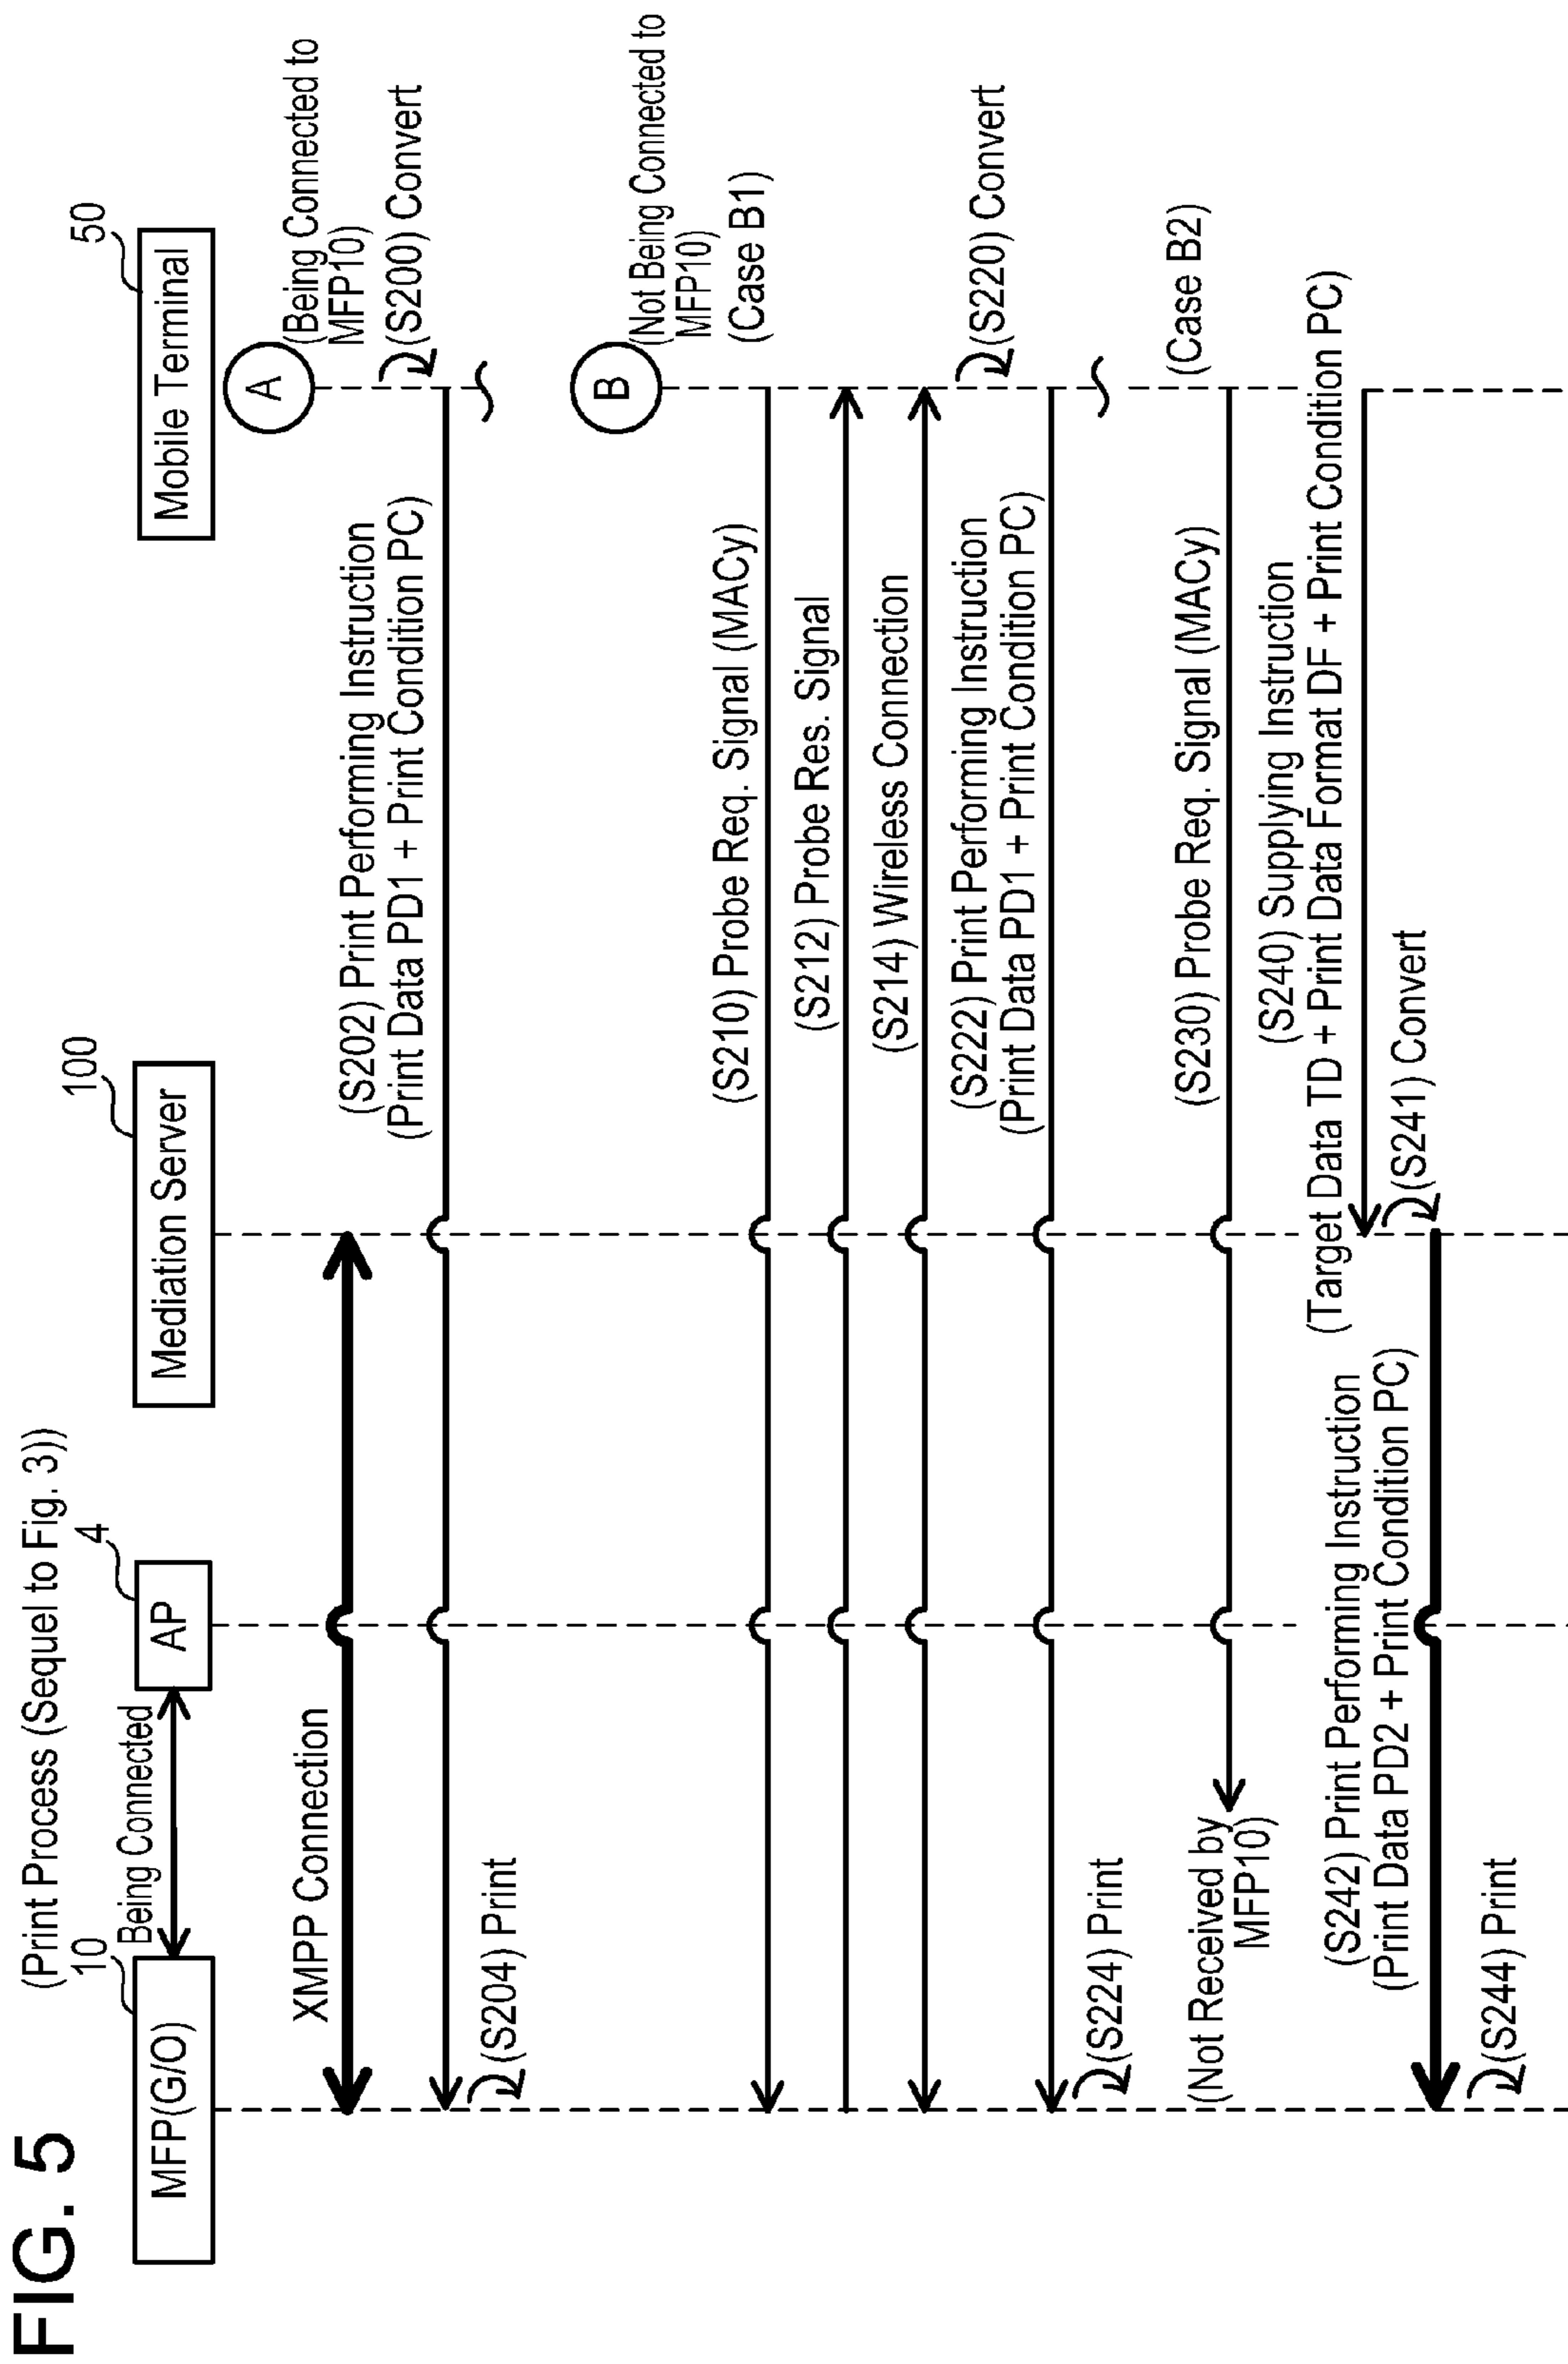 FIG. 5
(Print Process (Sequel to Fig. 3))
10
4
100
50
MFP(G/O)
Being Connected
AP
Mediation Server
Mobile Terminal
A
(Being Connected to
MFP10)
XMPP Connection
(S200) Convert
(S202) Print Performing Instruction
(Print Data PD1 + Print Condition PC)
(S204) Print
B
(Not Being Connected to
MFP10)
(Case B1)
(S210) Probe Req. Signal (MACy)
(S212) Probe Res. Signal
(S214) Wireless Connection
(S220) Convert
(S222) Print Performing Instruction
(Print Data PD1 + Print Condition PC)
(S224) Print
(Case B2)
(S230) Probe Req. Signal (MACy)
(Not Received by
MFP10)
(S240) Supplying Instruction
(Target Data TD + Print Data Format DF + Print Condition PC)
(S241) Convert
(S242) Print Performing Instruction
(Print Data PD2 + Print Condition PC)
(S244) Print